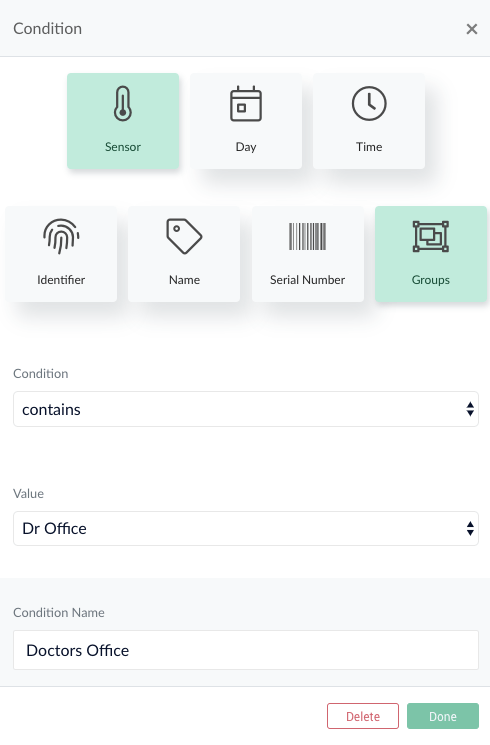 Condition ×
Sensor Day Time
Identifier Name Serial Number Groups
Condition
contains
Value
Dr Office
Condition Name
Doctors Office
Delete Done